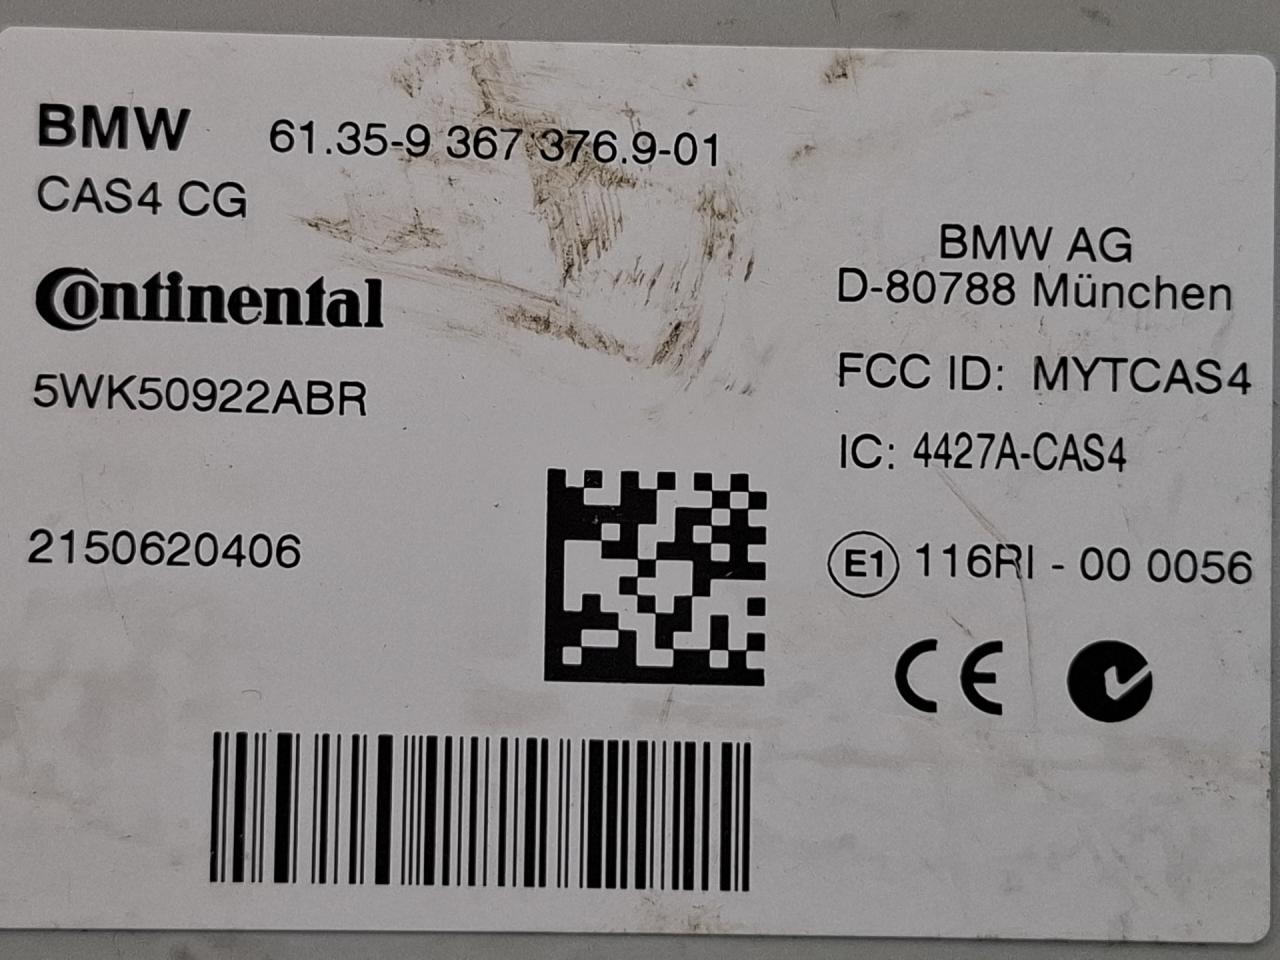 BMW 61.35-9 367 376.9-01
CAS4 CG
Continental
5WK50922ABR
2150620406
BMW AG
D-80788 München
FCC ID: MYTCAS4
IC: 4427A-CAS4
E1 116RI - 00 0056
CE